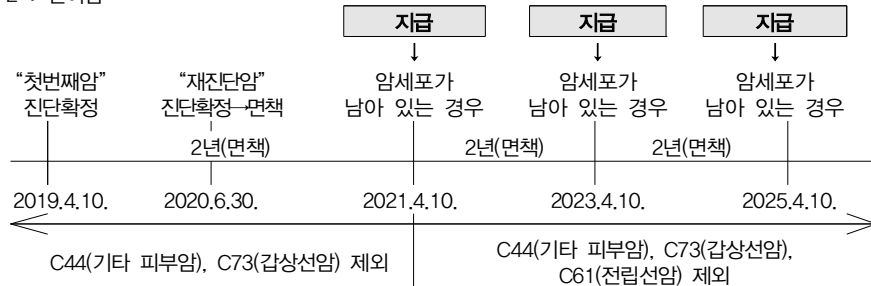 지급 지급 지급
↓ ↓ ↓
"첫번째암" "재진단암" 암세포가 암세포가 암세포가
진단확정 진단확정→면책 남아 있는 경우 남아 있는 경우 남아 있는 경우
2년(면책) 2년(면책) 2년(면책)
2019.4.10. 2020.6.30. 2021.4.10. 2023.4.10. 2025.4.10.
C44(기타 피부암), C73(갑상선암) 제외
C44(기타 피부암), C73(갑상선암),
C61(전립선암) 제외